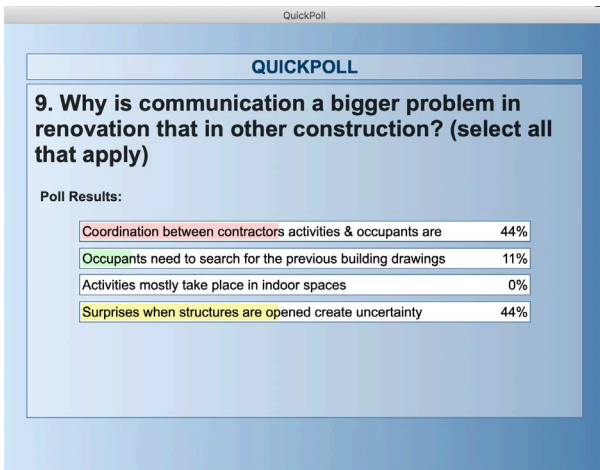 QuickPoll
QUICKPOLL
9. Why is communication a bigger problem in
renovation that in other construction? (select all
that apply)
Poll Results:
Coordination between contractors activities & occupants are 44%
Occupants need to search for the previous building drawings 11%
Activities mostly take place in indoor spaces 0%
Surprises when structures are opened create uncertainty 44%